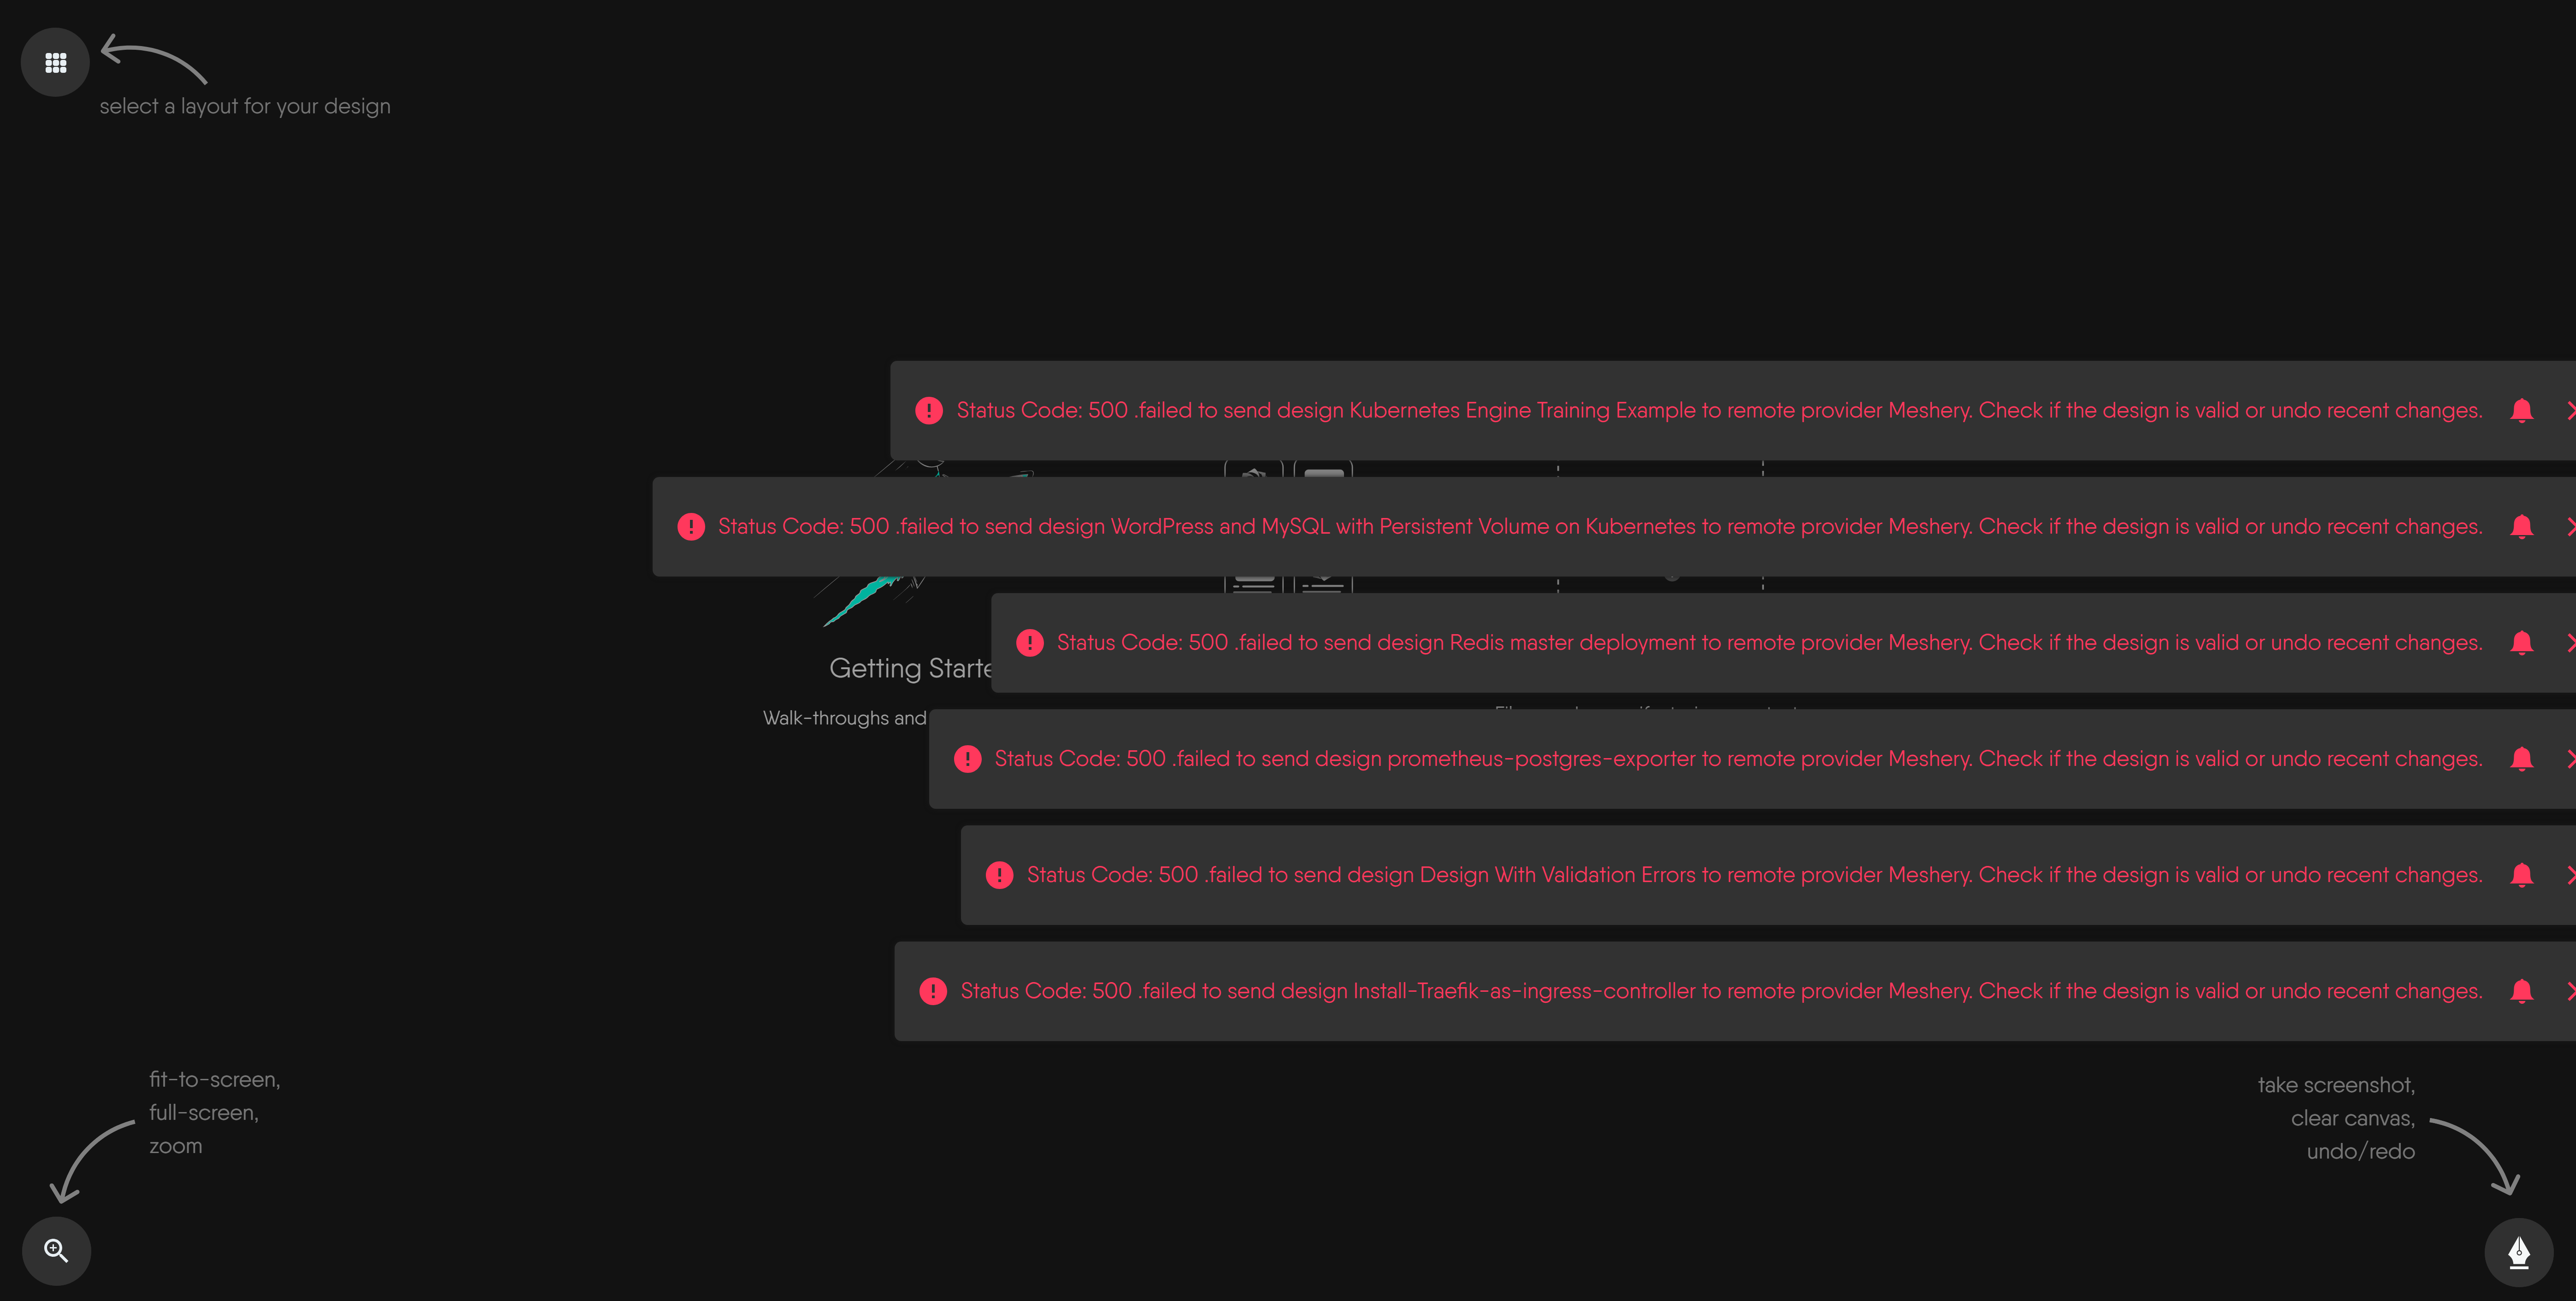 select a layout for your design
Status Code: 500 .failed to send design Kubernetes Engine Training Example to remote provider Meshery. Check if the design is valid or undo recent changes.
Status Code: 500 .failed to send design WordPress and MySQL with Persistent Volume on Kubernetes to remote provider Meshery. Check if the design is valid or undo recent changes.
Status Code: 500 .failed to send design Redis master deployment to remote provider Meshery. Check if the design is valid or undo recent changes.
Getting Starte
Walk-throughs and
Status Code: 500 .failed to send design prometheus-postgres-exporter to remote provider Meshery. Check if the design is valid or undo recent changes.
Status Code: 500 .failed to send design Design With Validation Errors to remote provider Meshery. Check if the design is valid or undo recent changes.
Status Code: 500 .failed to send design Install-Traefik-as-ingress-controller to remote provider Meshery. Check if the design is valid or undo recent changes.
fit-to-screen,
full-screen,
zoom
take screenshot,
clear canvas,
undo/redo